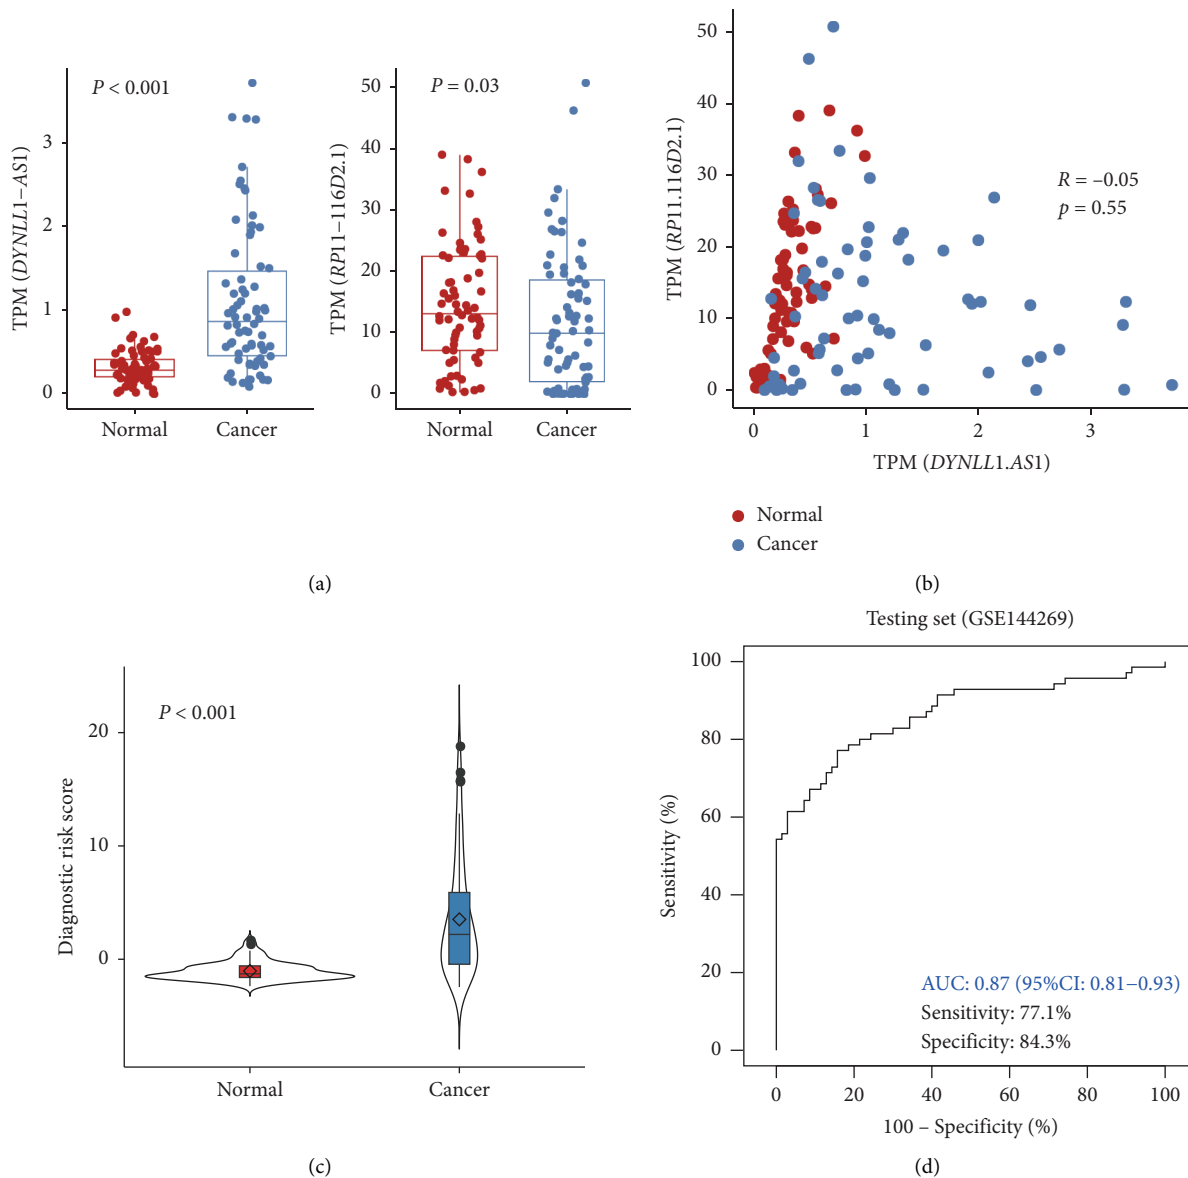 P < 0.001
TPM (DYNLL1−AS1)
3
2
1
0
Normal
Cancer
P = 0.03
TPM (RP11−116D2.1)
50
40
30
20
10
0
Normal
Cancer
(a)
TPM (RP11.116D2.1)
50
40
30
20
10
0
R = −0.05
p = 0.55
0
1
2
3
TPM (DYNLL1.AS1)
Normal
Cancer
(b)
P < 0.001
Diagnostic risk score
20
10
0
Normal
Cancer
(c)
Testing set (GSE144269)
Sensitivity (%)
100
80
60
40
20
0
AUC: 0.87 (95%CI: 0.81−0.93)
Sensitivity: 77.1%
Specificity: 84.3%
0
20
40
60
80
100
100 – Specificity (%)
(d)